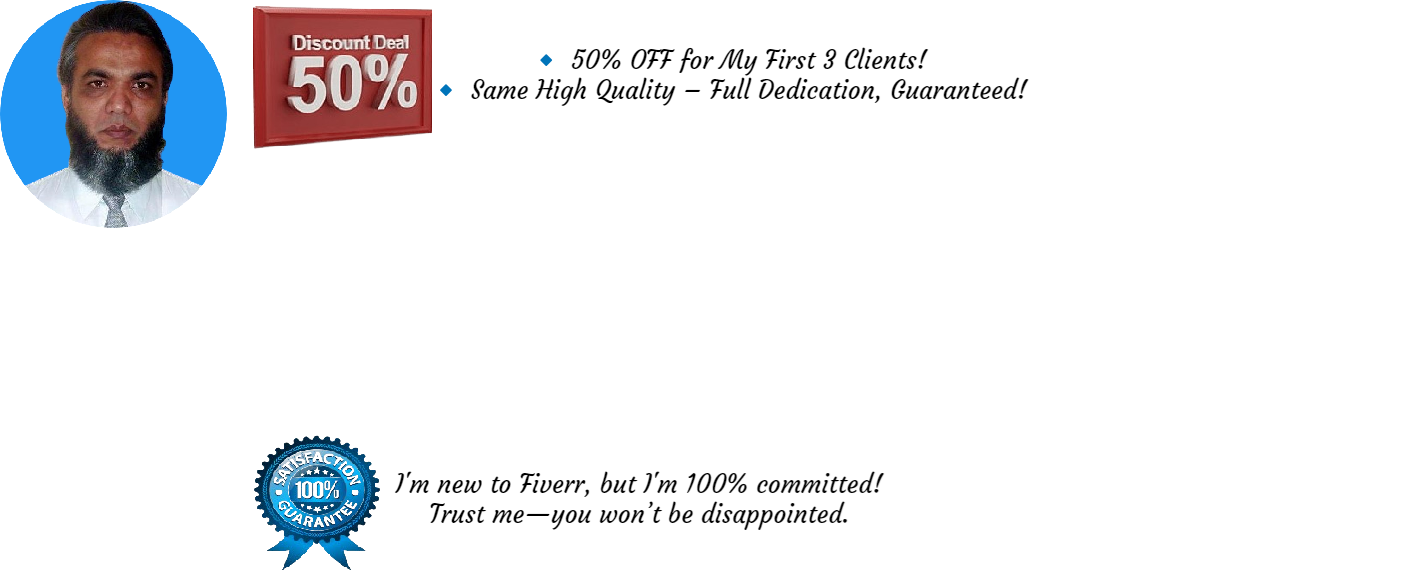 Discount Deal
50%
50% OFF for My First 3 Clients!
Same High Quality – Full Dedication, Guaranteed!
SATISFACTION
100%
GUARANTEE
I'm new to Fiverr, but I'm 100% committed!
Trust me—you won’t be disappointed.